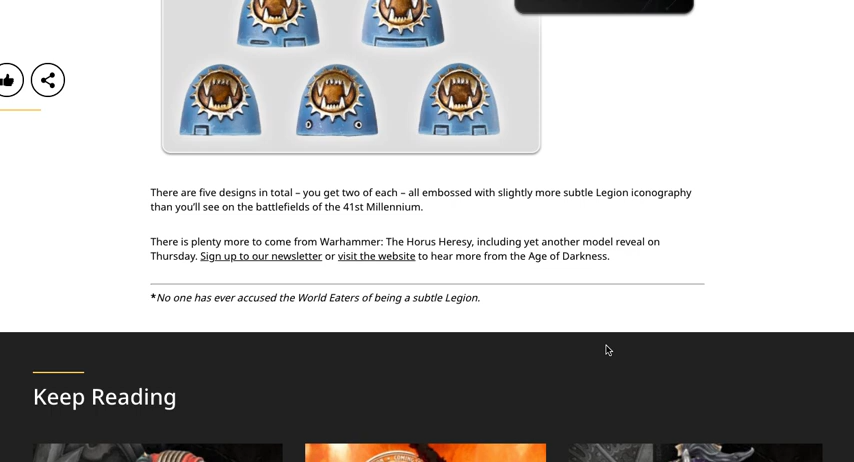 There are five designs in total – you get two of each – all embossed with slightly more subtle Legion iconography
than you'll see on the battlefields of the 41st Millennium.
There is plenty more to come from Warhammer: The Horus Heresy, including yet another model reveal on
Thursday. Sign up to our newsletter or visit the website to hear more from the Age of Darkness.
*No one has ever accused the World Eaters of being a subtle Legion.
Keep Reading